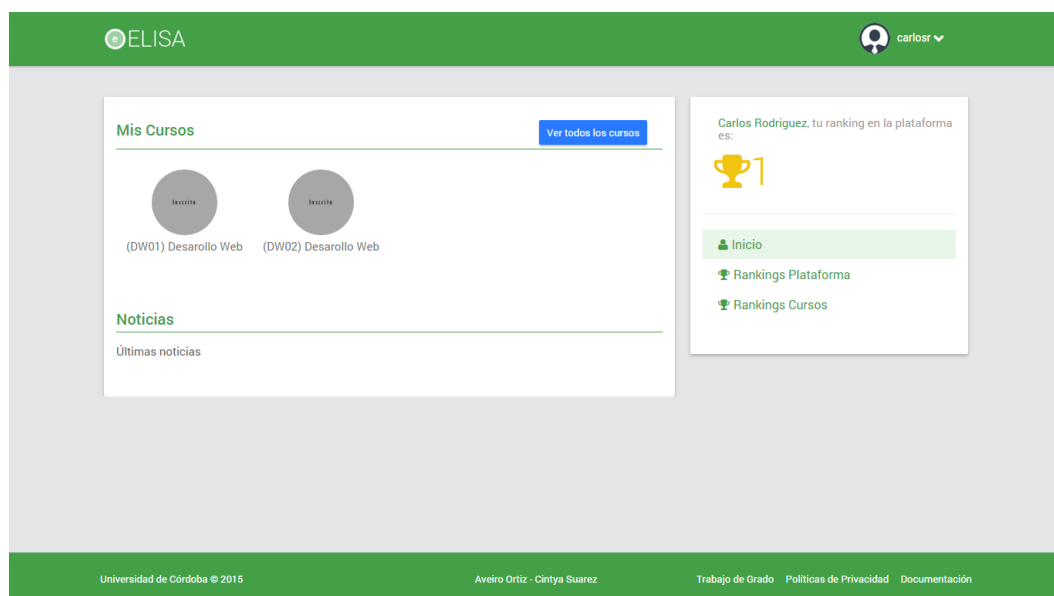 e ELISA
carlosr
Mis Cursos
Ver todos los cursos
Inscrito
Inscrito
(DW01) Desarollo Web
(DW02) Desarollo Web
Noticias
Últimas noticias
Carlos Rodriguez, tu ranking en la plataforma
es:
1
Inicio
Rankings Plataforma
Rankings Cursos
Universidad de Córdoba © 2015
Aveiro Ortiz - Cintya Suarez
Trabajo de Grado Políticas de Privacidad Documentación